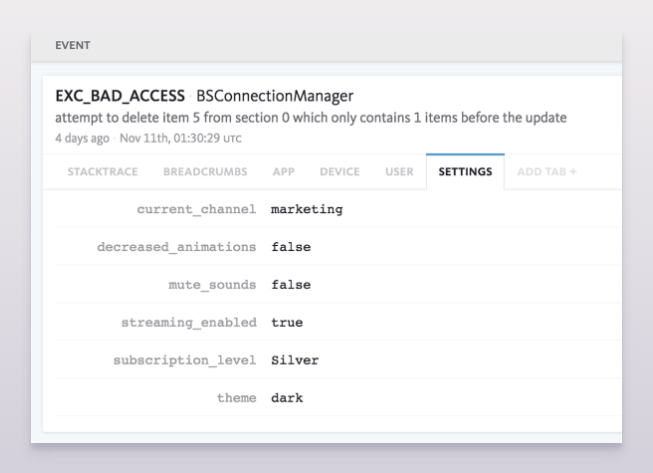 EVENT
EXC_BAD_ACCESS · BSConnectionManager
attempt to delete item 5 from section 0 which only contains 1 items before the update
4 days ago · Nov 11th, 01:30:29 UTC
STACKTRACE BREADCRUMBS APP DEVICE USER SETTINGS ADD TAB +
current_channel marketing
decreased_animations false
mute_sounds false
streaming_enabled true
subscription_level Silver
theme dark